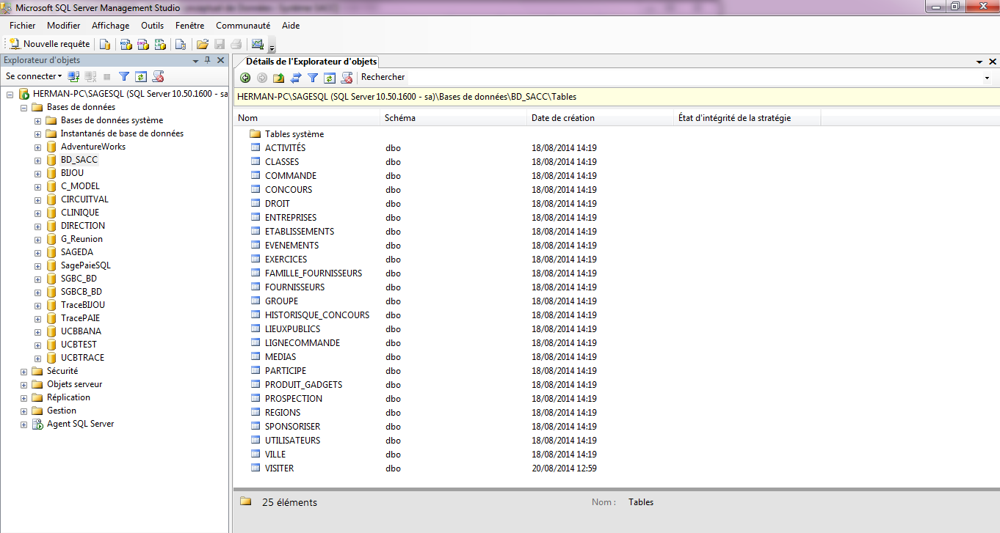 Microsoft SQL Server Management Studio
Fichier Modifier Affichage Outils Fenêtre Communauté Aide
Nouvelle requête
Explorateur d'objets
Se connecter
HERMAN-PC\SAGESQL (SQL Server 10.50.1600 - sa
Bases de données
Bases de données système
Instantanés de base de données
AdventureWorks
BD_SACC
BIJOU
C_MODEL
CIRCUITVAL
CLINIQUE
DIRECTION
G_Reunion
SAGEDA
SagePaieSQL
SGBC_BD
SGBCB_BD
TraceBIJOU
TracePAIE
UCBBANA
UCBTEST
UCBTRACE
Sécurité
Objets serveur
Réplication
Gestion
Agent SQL Server
Détails de l'Explorateur d'objets
Rechercher
HERMAN-PC\SAGESQL (SQL Server 10.50.1600 - sa)\Bases de données\BD_SACC\Tables
Nom Schéma Date de création État d'intégrité de la stratégie
Tables système
ACTIVITÉS dbo 18/08/2014 14:19
CLASSES dbo 18/08/2014 14:19
COMMANDE dbo 18/08/2014 14:19
CONCOURS dbo 18/08/2014 14:19
DROIT dbo 18/08/2014 14:19
ENTREPRISES dbo 18/08/2014 14:19
ETABLISSEMENTS dbo 18/08/2014 14:19
EVENEMENTS dbo 18/08/2014 14:19
EXERCICES dbo 18/08/2014 14:19
FAMILLE_FOURNISSEURS dbo 18/08/2014 14:19
FOURNISSEURS dbo 18/08/2014 14:19
GROUPE dbo 18/08/2014 14:19
HISTORISQUE_CONCOURS dbo 18/08/2014 14:19
LIEUXPUBLICS dbo 18/08/2014 14:19
LIGNECOMMANDE dbo 18/08/2014 14:19
MEDIAS dbo 18/08/2014 14:19
PARTICIPE dbo 18/08/2014 14:19
PRODUIT_GADGETS dbo 18/08/2014 14:19
PROSPECTION dbo 18/08/2014 14:19
REGIONS dbo 18/08/2014 14:19
SPONSORISER dbo 18/08/2014 14:19
UTILISATEURS dbo 18/08/2014 14:19
VILLE dbo 18/08/2014 14:19
VISITER dbo 20/08/2014 12:59
25 éléments Nom : Tables